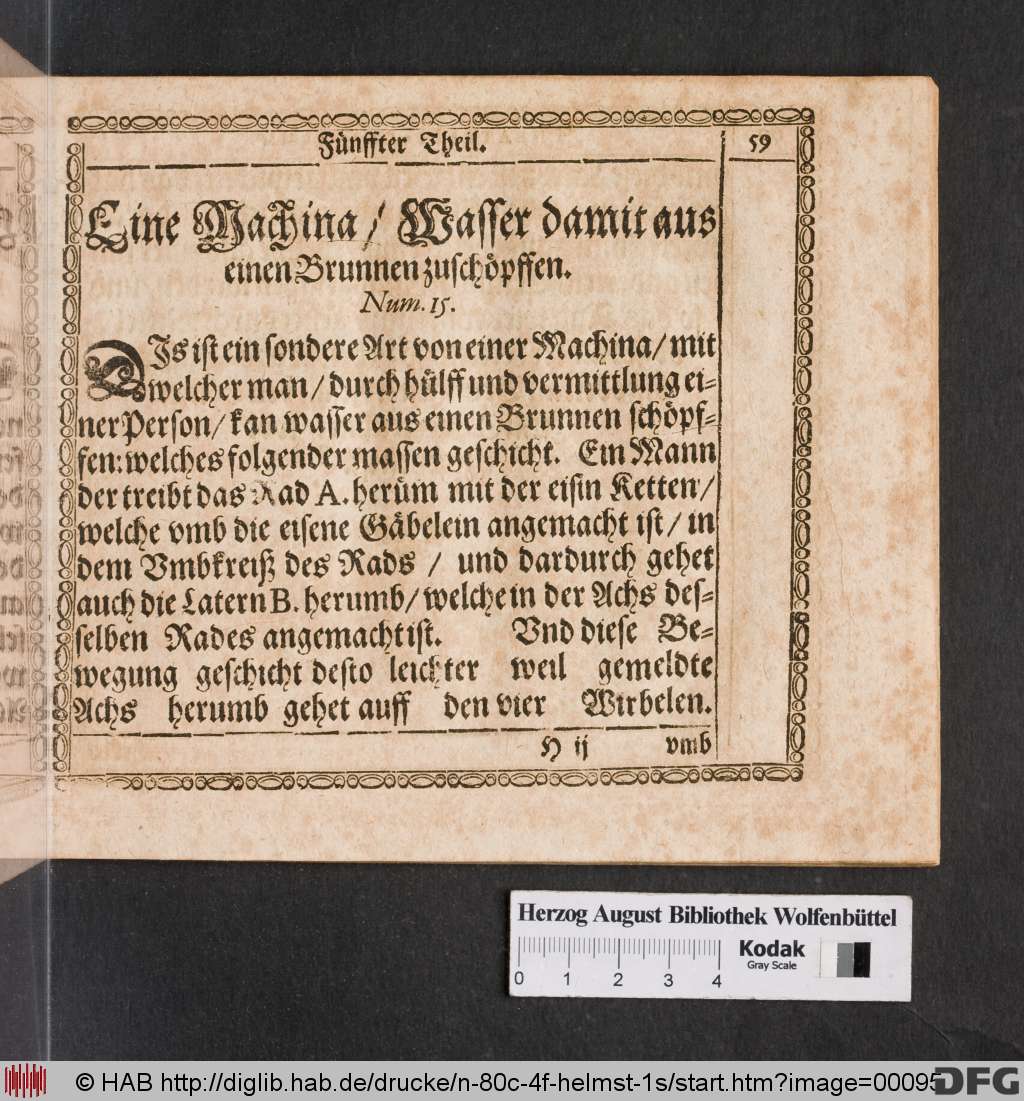 Fünffter Theil.
59
Eine Machina / Wasser damit aus
einen Brunnen zuschöpffen.
Num. 15.
DIs ist ein sondere Art von einer Machina / mit
welcher man / durch hülff und vermittlung ei-
ner Person / kan wasser aus einen Brunnen schöpf-
fen: welches folgender massen geschicht. Ein Mann
der treibt das Rad A. herüm mit der eisin Ketten /
welche vmb die eisene Gäbelein angemacht ist / in
dem Vmbkreiß des Rads / und dardurch gehet
auch die Latern B. herumb / welche in der Achs des-
selben Rades angemacht ist. Vnd diese Be-
wegung geschicht desto leichter weil gemeldte
Achs herumb gehet auff den vier Wirbelen.
H ij vmb
Herzog August Bibliothek Wolfenbüttel
Kodak
Gray Scale
0 1 2 3 4
© HAB http://diglib.hab.de/drucke/n-80c-4f-helmst-1s/start.htm?image=00095
DFG